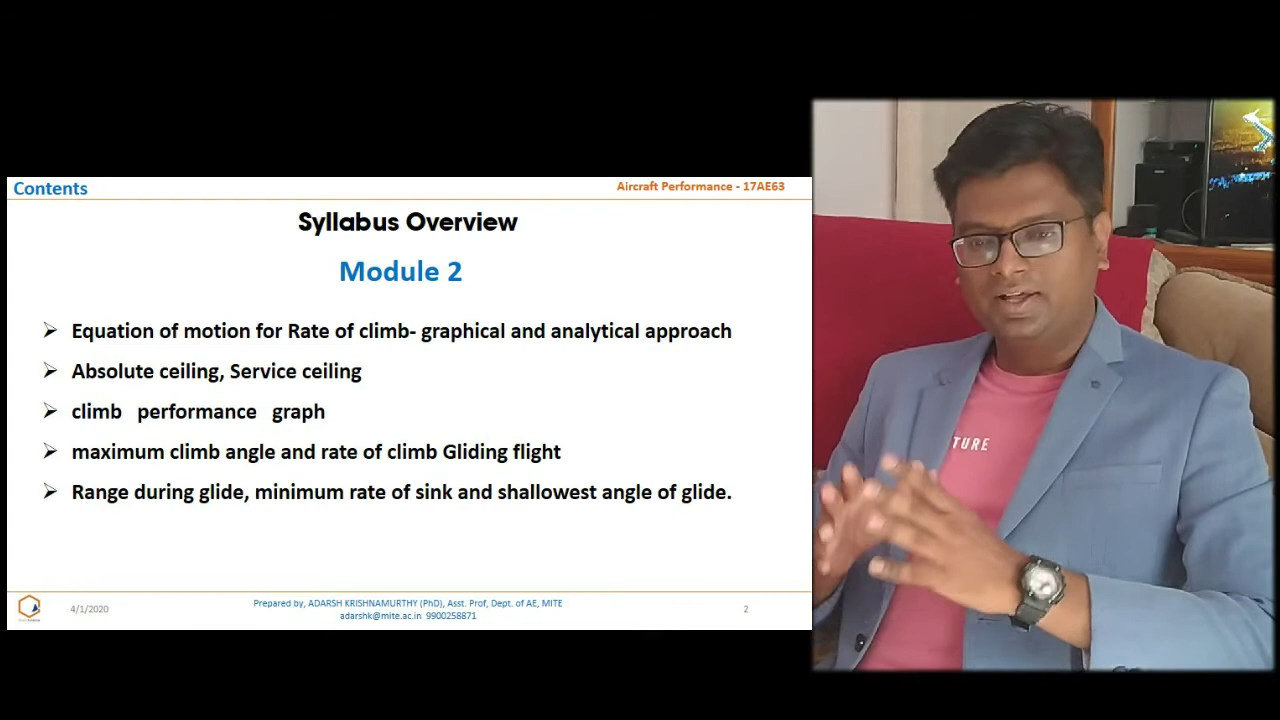 Contents
Aircraft Performance - 17AE63
Syllabus Overview
Module 2
Equation of motion for Rate of climb- graphical and analytical approach
Absolute ceiling, Service ceiling
climb performance graph
maximum climb angle and rate of climb Gliding flight
Range during glide, minimum rate of sink and shallowest angle of glide.
4/1/2020
Prepared by, ADARSH KRISHNAMURTHY (PhD), Asst. Prof, Dept. of AE, MITE
adarshk@mite.ac.in 9900258871
2
TURE